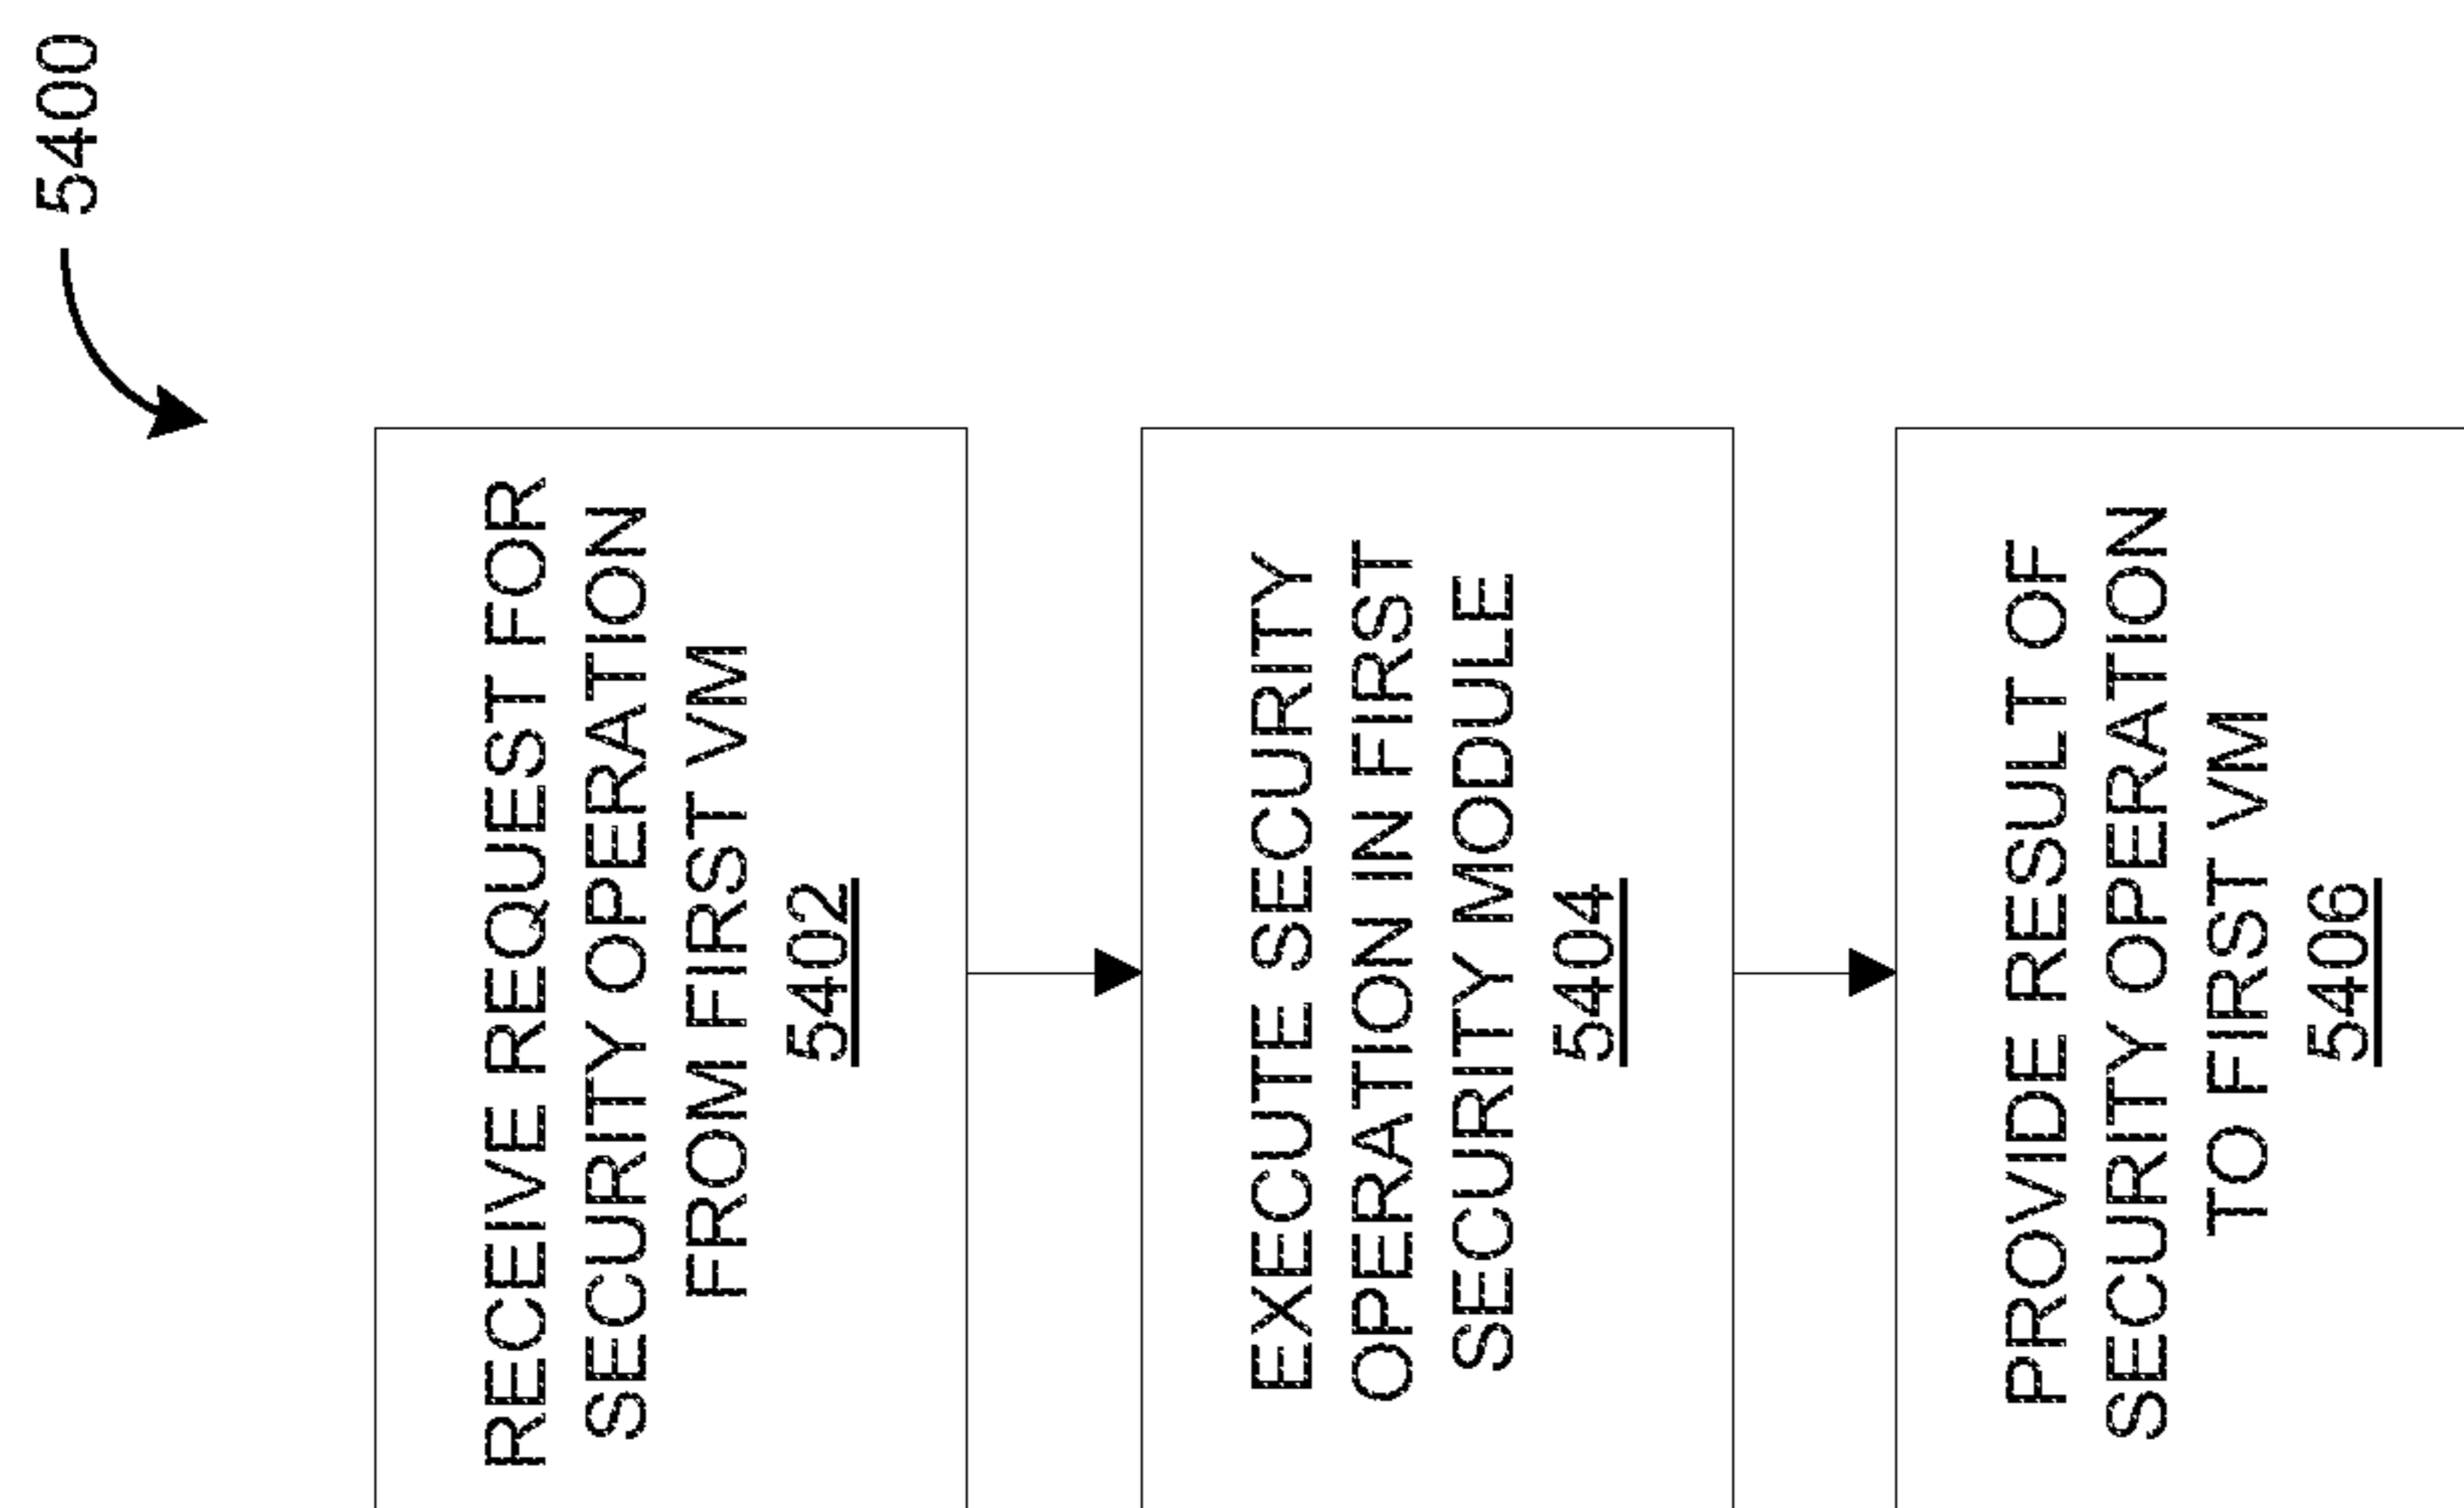 5400
RECEIVE REQUEST FOR
SECURITY OPERATION
FROM FIRST VM
5402
EXECUTE SECURITY
OPERATION IN FIRST
SECURITY MODULE
5404
PROVIDE RESULT OF
SECURITY OPERATION
TO FIRST VM
5406